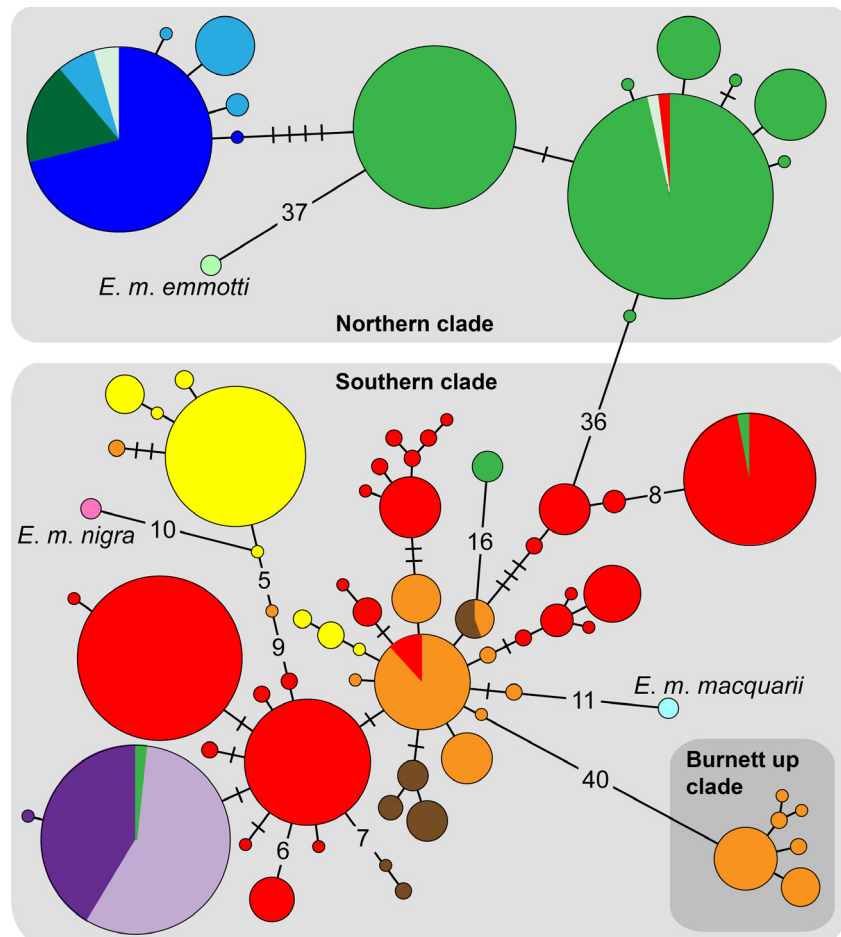 37
E. m. emmotti
Northern clade
Southern clade
36
8
E. m. nigra
10
16
5
9
E. m. macquarii
11
Burnett up
clade
40
7
6